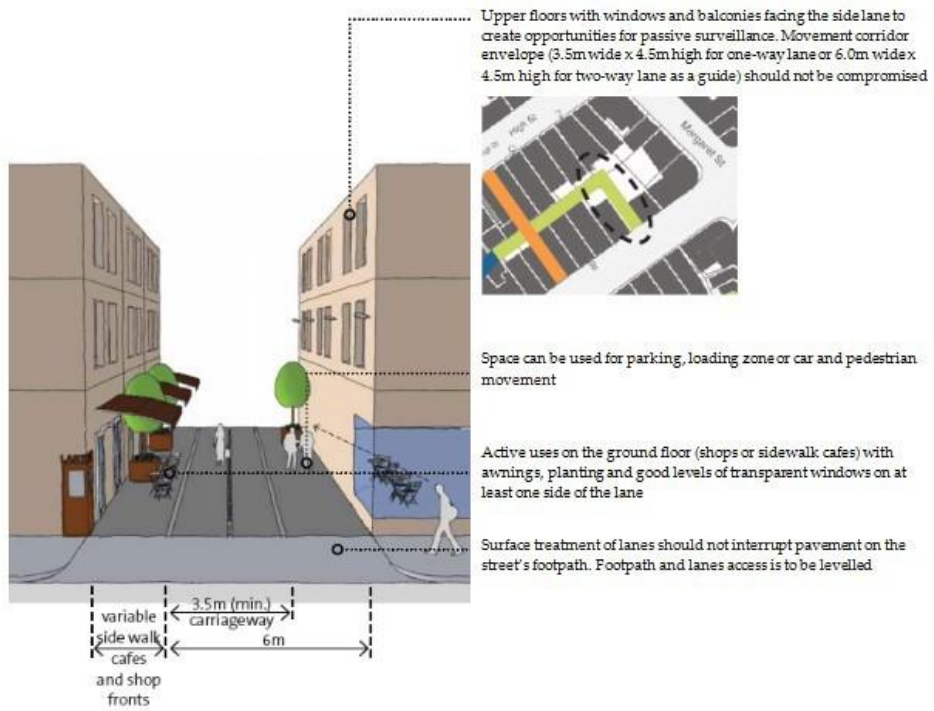 Upper floors with windows and balconies facing the side lane to
create opportunities for passive surveillance. Movement corridor
envelope (3.5m wide x 4.5m high for one-way lane or 6.0m wide x
4.5m high for two-way lane as a guide) should not be compromised
High St
Margaret St
Space can be used for parking, loading zone or car and pedestrian
movement
Active uses on the ground floor (shops or sidewalk cafes) with
awnings, planting and good levels of transparent windows on at
least one side of the lane
Surface treatment of lanes should not interrupt pavement on the
street's footpath. Footpath and lanes access is to be levelled
3.5m (min.)
carriageway
6m
variable
side walk
cafes
and shop
fronts